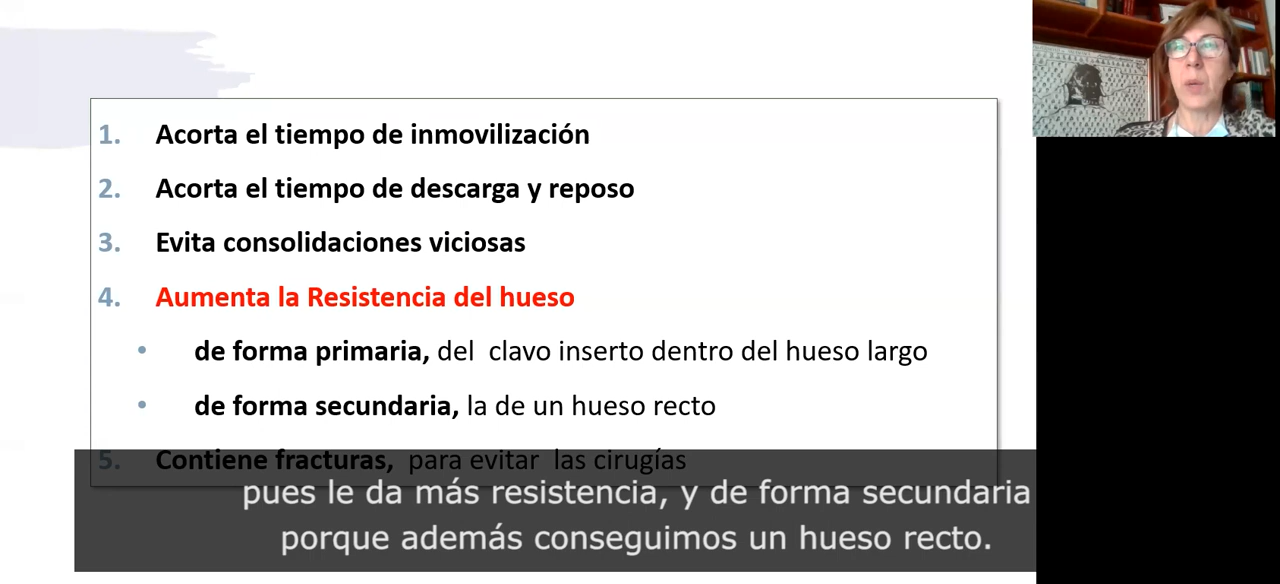 1. Acorta el tiempo de inmovilización
2. Acorta el tiempo de descarga y reposo
3. Evita consolidaciones viciosas
4. Aumenta la Resistencia del hueso
• de forma primaria, del clavo inserto dentro del hueso largo
• de forma secundaria, la de un hueso recto
5. Contiene fracturas, para evitar las cirugías
pues le da más resistencia, y de forma secundaria
porque además conseguimos un hueso recto.